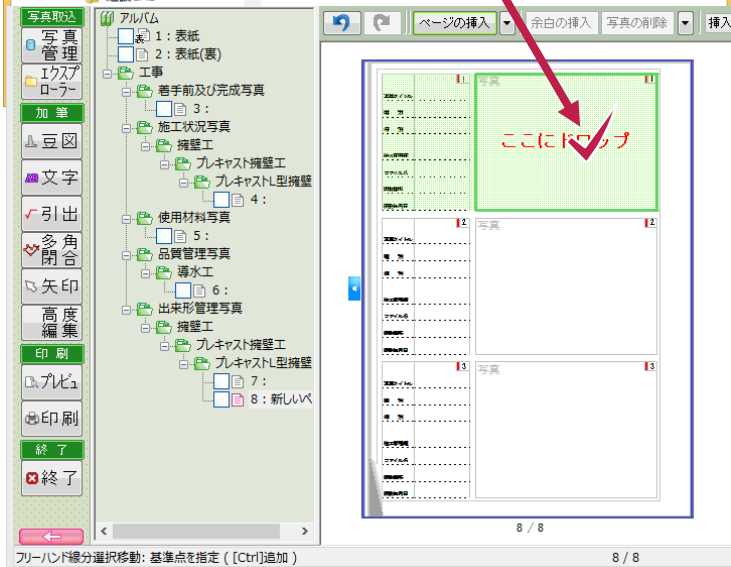 写真取込
写真管理
エクスプローラー
加 筆
豆図
文字
引出
多角閉合
矢印
高度編集
印 刷
プレビュ
印刷
終 了
終了
アルバム
表 1：表紙
2：表紙(裏)
工事
着手前及び完成写真
3：
施工状況写真
擁壁工
プレキャスト擁壁工
プレキャストL型擁壁
4：
使用材料写真
5：
品質管理写真
導水工
6：
出来形管理写真
擁壁工
プレキャスト擁壁工
プレキャストL型擁壁
7：
8：新しいペ
ページの挿入
余白の挿入
写真の削除
挿入
1 写真 1
ここにドロップ
2 写真 2
3 写真 3
8 / 8
フリーハンド線分選択移動: 基準点を指定 ( [Ctrl]追加 )
8 / 8